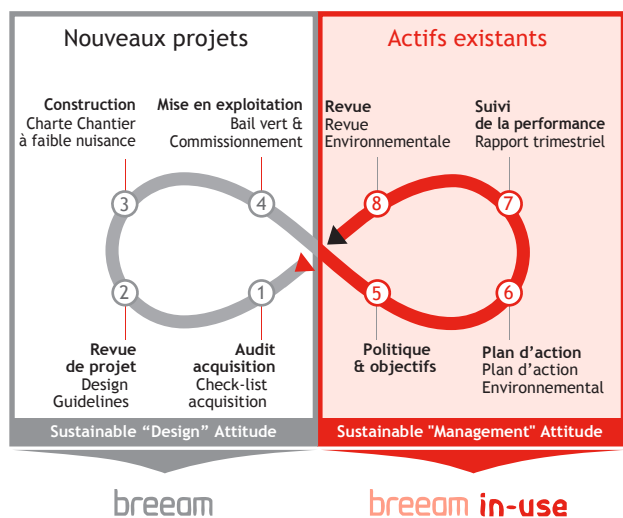 Nouveaux projets
Construction
Charte Chantier
à faible nuisance
Mise en exploitation
Bail vert &
Commissionnement
3
4
2
1
Revue
de projet
Design
Guidelines
Audit
acquisition
Check-list
acquisition
Sustainable “Design” Attitude
breeam
Actifs existants
Revue
Revue
Environnementale
Suivi
de la performance
Rapport trimestriel
8
7
5
6
Politique
& objectifs
Plan d’action
Plan d’action
Environnemental
Sustainable "Management" Attitude
breeam in-use